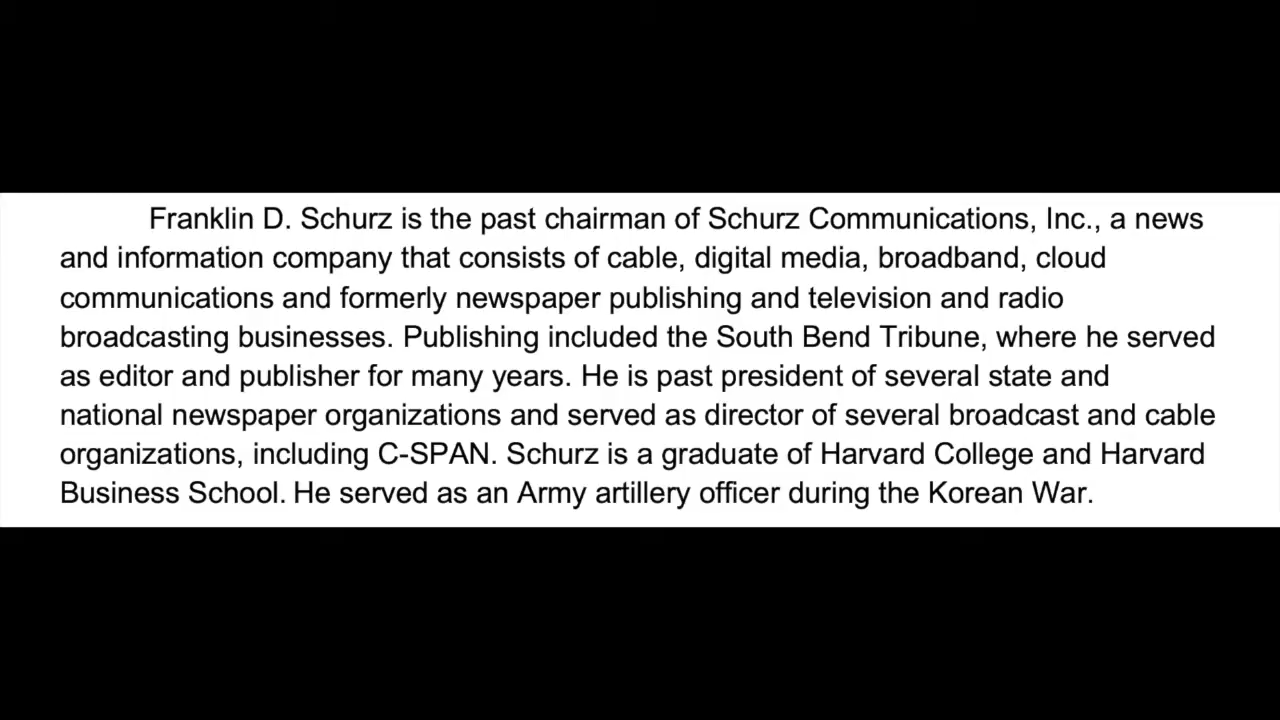 Franklin D. Schurz is the past chairman of Schurz Communications, Inc., a news
and information company that consists of cable, digital media, broadband, cloud
communications and formerly newspaper publishing and television and radio
broadcasting businesses. Publishing included the South Bend Tribune, where he served
as editor and publisher for many years. He is past president of several state and
national newspaper organizations and served as director of several broadcast and cable
organizations, including C-SPAN. Schurz is a graduate of Harvard College and Harvard
Business School. He served as an Army artillery officer during the Korean War.